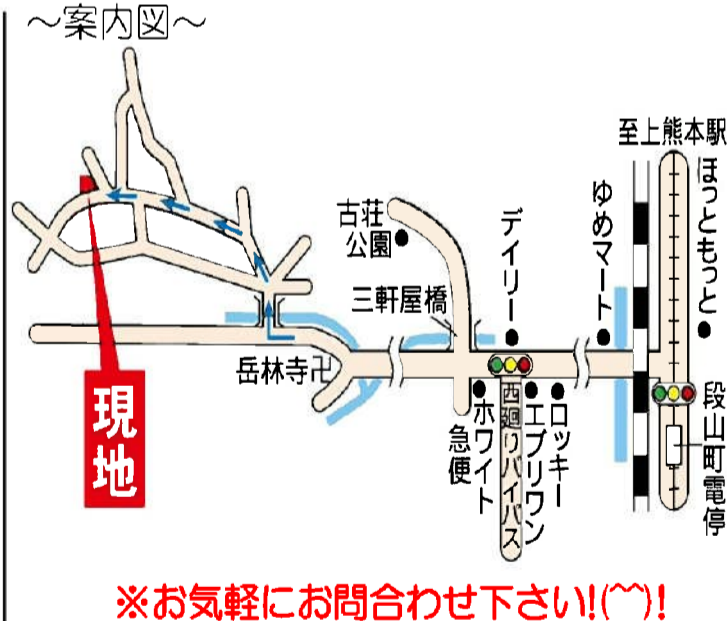 ～案内図～
至上熊本駅
ほっともっと
ゆめマート
デイリー
古荘
公園
三軒屋橋
岳林寺卍
現地
西廻りバイパス
ホワイト
急便
エブリワン
ロッキー
段山町電停
※お気軽にお問合わせ下さい!(^^)!